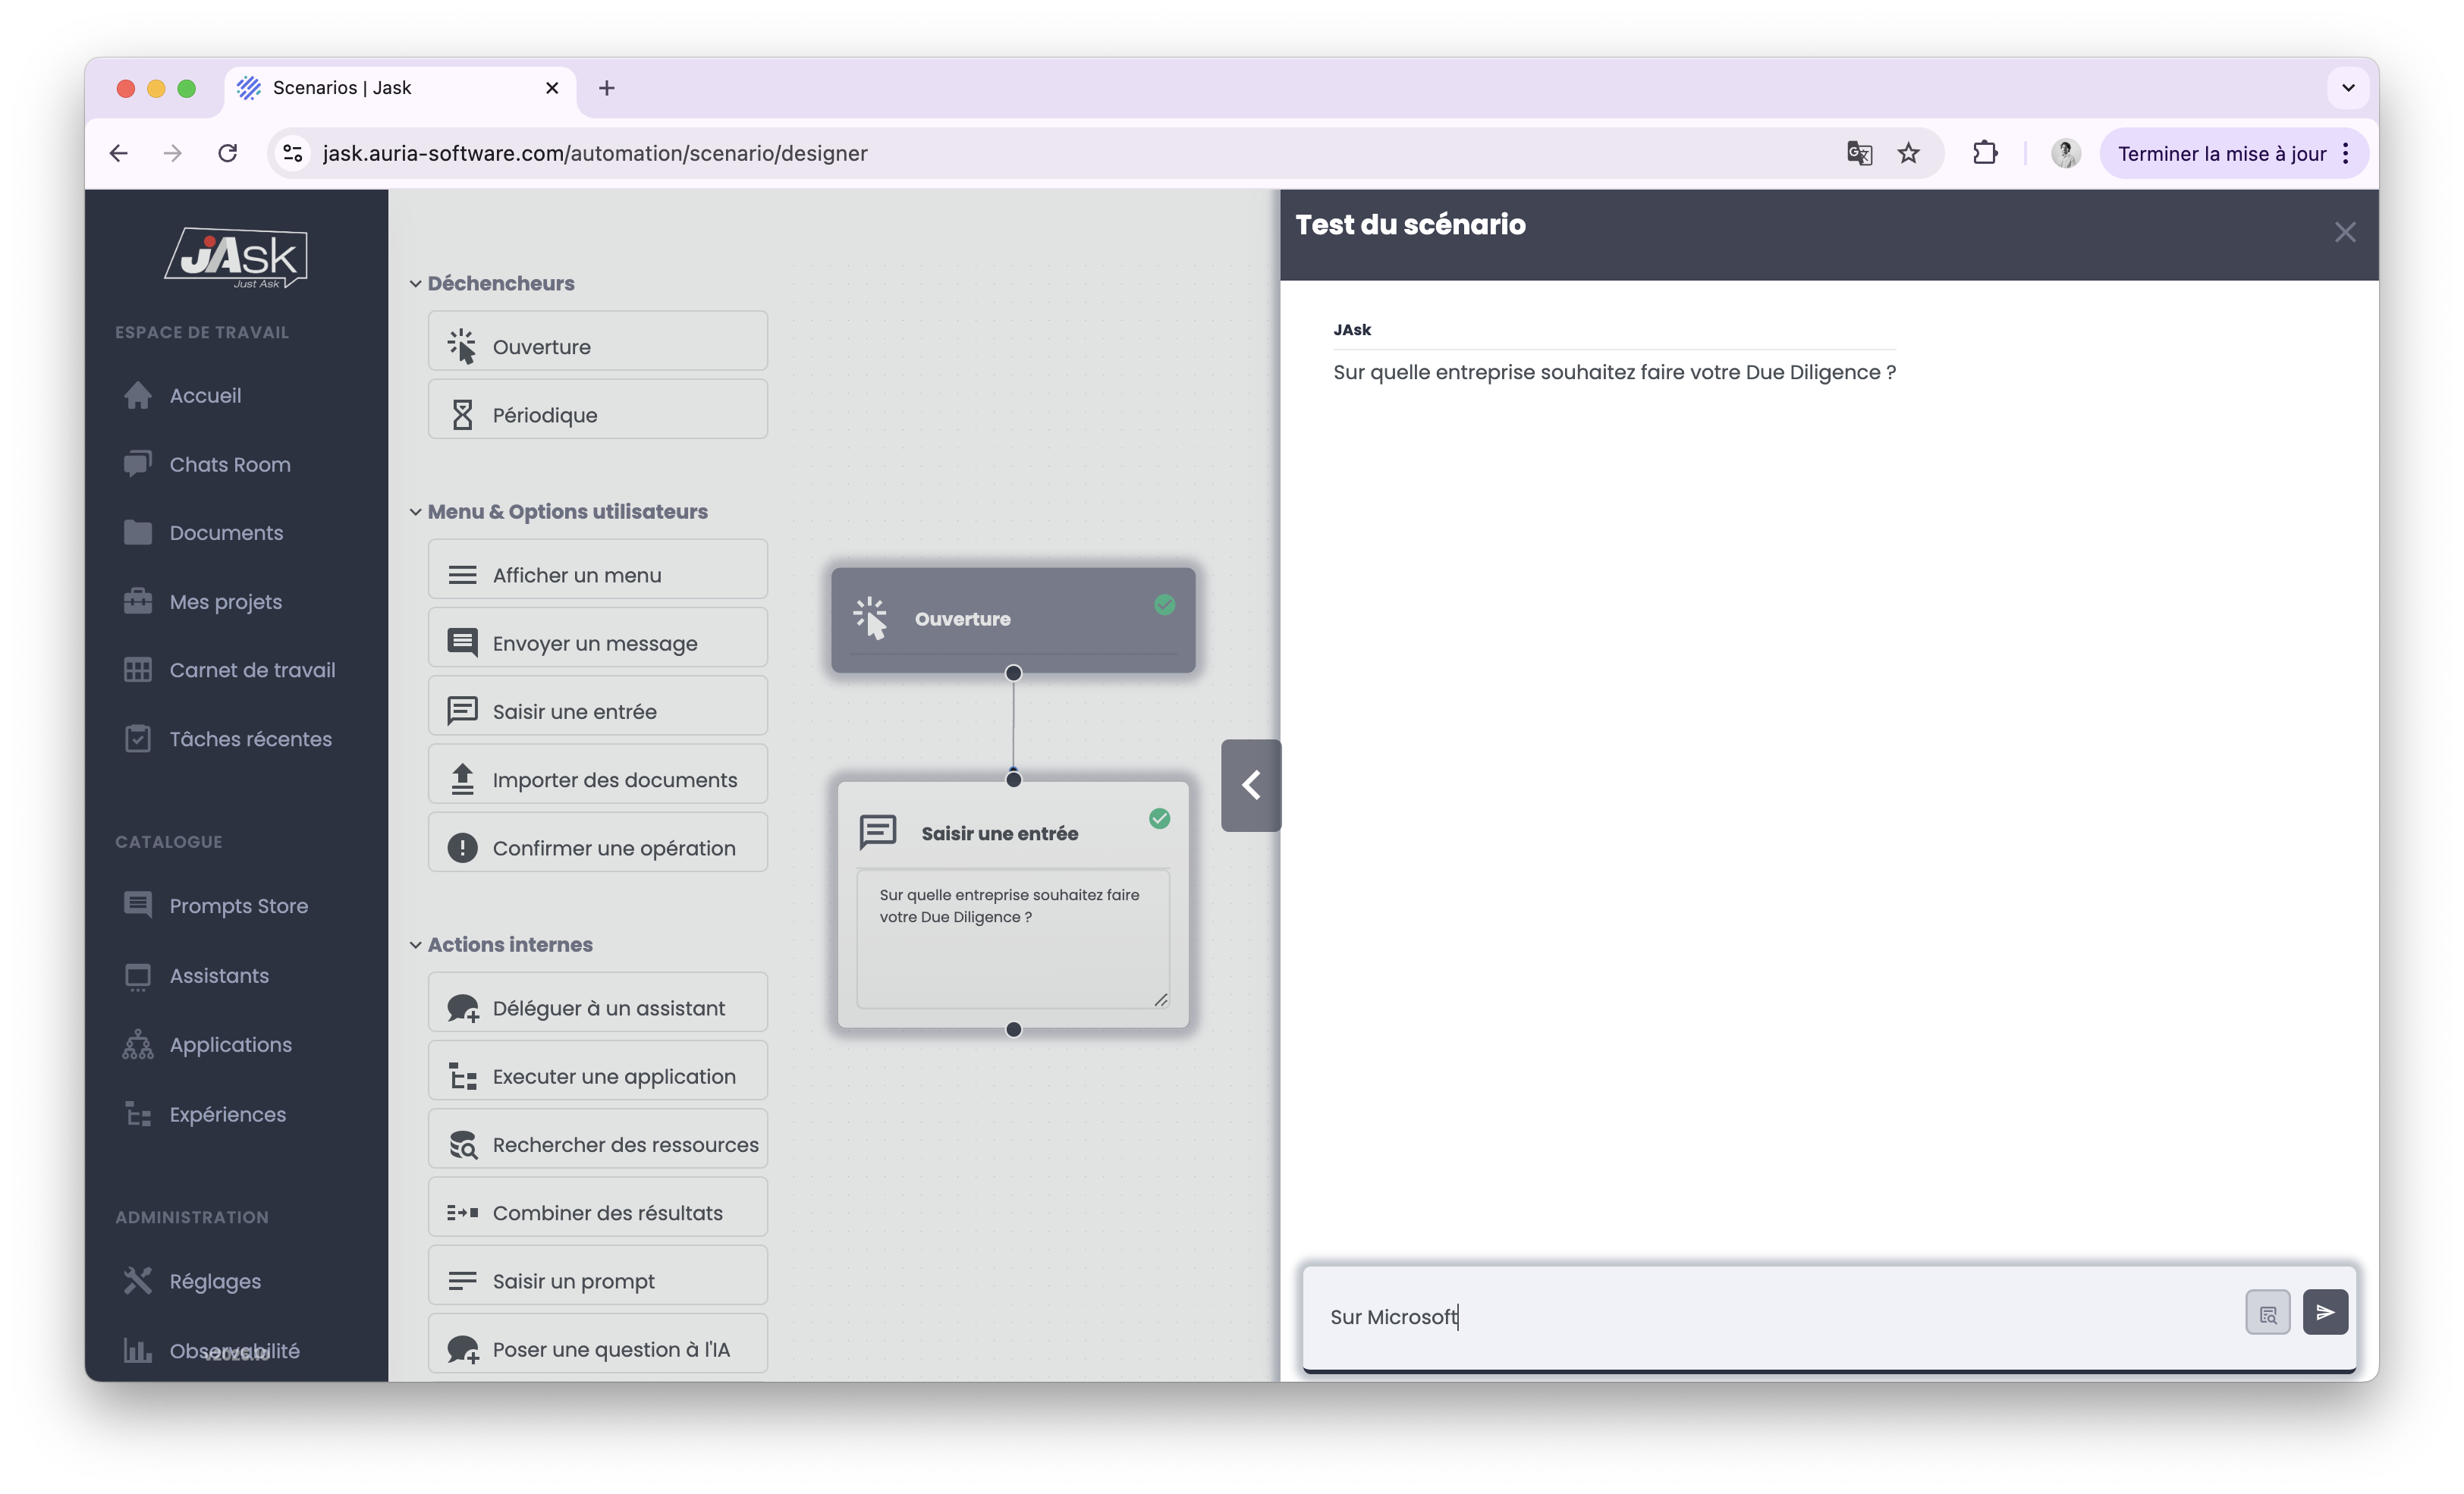 Scenarios | Jask
jask.auria-software.com/automation/scenario/designer
Terminer la mise à jour
jAsk
Just Ask
ESPACE DE TRAVAIL
Accueil
Chats Room
Documents
Mes projets
Carnet de travail
Tâches récentes
CATALOGUE
Prompts Store
Assistants
Applications
Expériences
ADMINISTRATION
Réglages
Observabilité
Déchencheurs
Ouverture
Périodique
Menu & Options utilisateurs
Afficher un menu
Envoyer un message
Saisir une entrée
Importer des documents
Confirmer une opération
Actions internes
Déléguer à un assistant
Executer une application
Rechercher des ressources
Combiner des résultats
Saisir un prompt
Poser une question à l'IA
Ouverture
Saisir une entrée
Sur quelle entreprise souhaitez faire
votre Due Diligence ?
Test du scénario
JAsk
Sur quelle entreprise souhaitez faire votre Due Diligence ?
Sur Microsoft